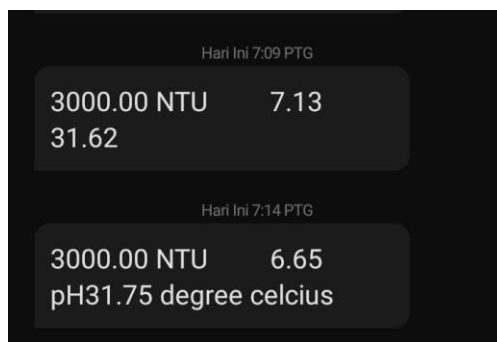 Hari Ini 7:09 PTG
3000.00 NTU 7.13
31.62
Hari Ini 7:14 PTG
3000.00 NTU 6.65
pH31.75 degree celcius